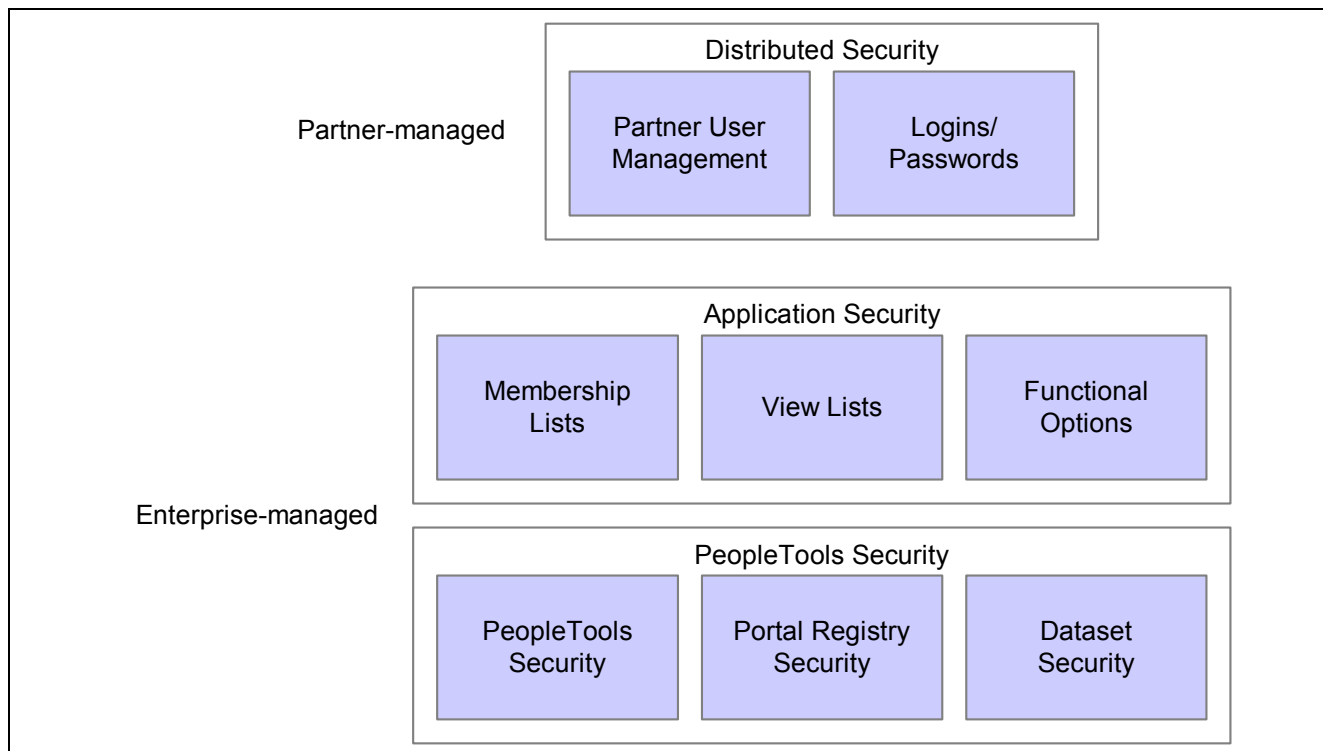 Distributed Security
Partner-managed
Partner User
Management
Logins/
Passwords
Application Security
Membership
Lists
View Lists
Functional
Options
Enterprise-managed
PeopleTools Security
PeopleTools
Security
Portal Registry
Security
Dataset
Security